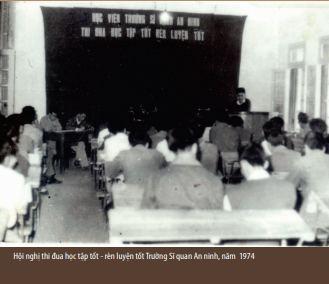 HỌC VIÊN TRƯỜNG SĨ QUAN AN NINH
THI ĐUA HỌC TẬP TỐT RÈN LUYỆN TỐT
Hội nghị thi đua học tập tốt - rèn luyện tốt Trường Sĩ quan An ninh, năm 1974